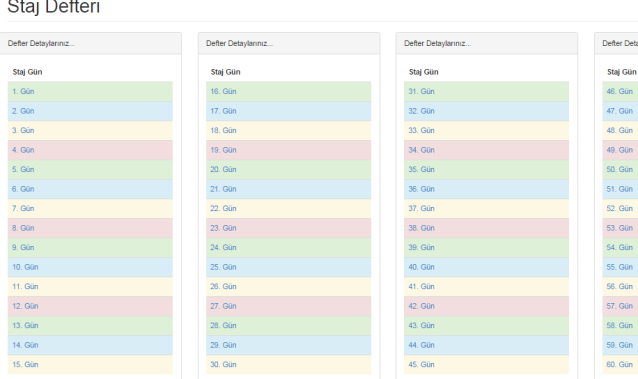 Staj Defteri
Defter Detaylarınız...
Staj Gün
1. Gün
2. Gün
3. Gün
4. Gün
5. Gün
6. Gün
7. Gün
8. Gün
9. Gün
10. Gün
11. Gün
12. Gün
13. Gün
14. Gün
15. Gün
Defter Detaylarınız...
Staj Gün
16. Gün
17. Gün
18. Gün
19. Gün
20. Gün
21. Gün
22. Gün
23. Gün
24. Gün
25. Gün
26. Gün
27. Gün
28. Gün
29. Gün
30. Gün
Defter Detaylarınız...
Staj Gün
31. Gün
32. Gün
33. Gün
34. Gün
35. Gün
36. Gün
37. Gün
38. Gün
39. Gün
40. Gün
41. Gün
42. Gün
43. Gün
44. Gün
45. Gün
Defter
Staj Gün
46. Gün
47. Gün
48. Gün
49. Gün
50. Gün
51. Gün
52. Gün
53. Gün
54. Gün
55. Gün
56. Gün
57. Gün
58. Gün
59. Gün
60. Gün